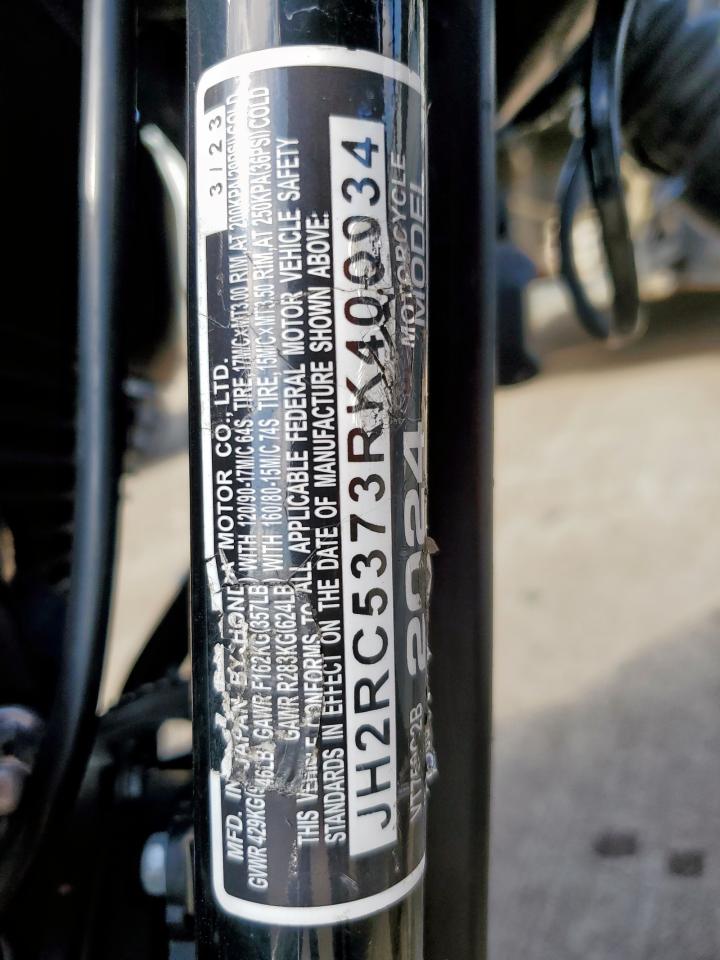 3/23
MFD. IN JAPAN BY HONDA MOTOR CO., LTD.
GVWR 429KG(946LB) GAWR F162KG(357LB) WITH 120/90-17M/C 64S TIRE,17M/CXMT3.00 RIM,AT 200KPA(29PSI) COLD
GAWR R283KG(624LB) WITH 160/80-15M/C 74S TIRE,15M/CXMT3.50 RIM,AT 250KPA(36PSI) COLD
THIS VEHICLE CONFORMS TO ALL APPLICABLE FEDERAL MOTOR VEHICLE SAFETY
STANDARDS IN EFFECT ON THE DATE OF MANUFACTURE SHOWN ABOVE:
JH2RC5373RK400034
MOTORCYCLE
2024 MODEL